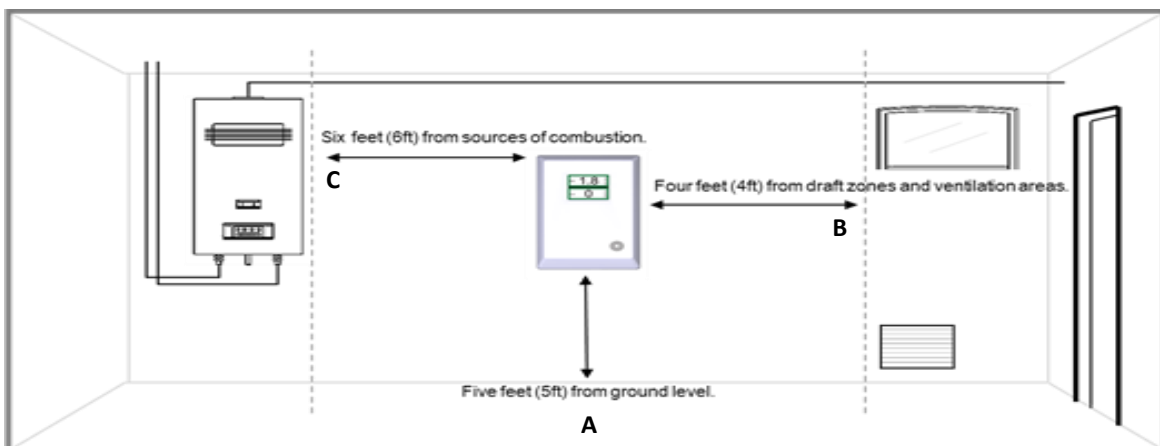 Six feet (6ft) from sources of combustion.
C
- 1.8
- 0
Four feet (4ft) from draft zones and ventilation areas.
B
Five feet (5ft) from ground level.
A